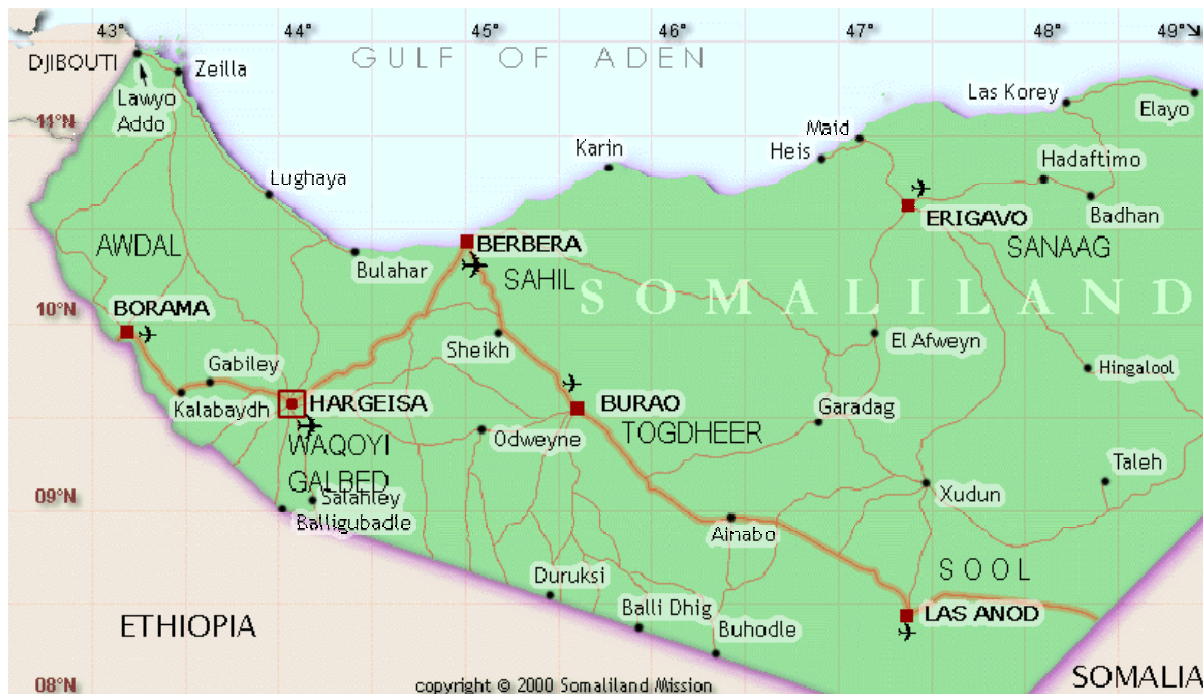 43° 44° 45° 46° 47° 48° 49°
GULF OF ADEN
DJIBOUTI
Zeilla
Lawyo
Addo
Las Korey
Elayo
11°N
Maid
Karin
Heis
Hadaftimo
Lughaya
Badhan
ERIGAVO
AWDAL
BERBERA
SANAAG
Bulahar
SAHIL
SOMALILAND
10°N
BORAMA
Sheikh
El Afweyn
Gabiley
Hingalool
Kalabaydh
HARGEISA
BURAO
Garadag
WAQOYI
GALBED
Odweyne
TOGDHEER
Taleh
09°N
Salahley
Xudun
Balligubadle
Ainabo
SOOL
Duruksi
Balli Dhig
LAS ANOD
ETHIOPIA
Buhodle
08°N
SOMALIA
copyright © 2000 Somaliland Mission